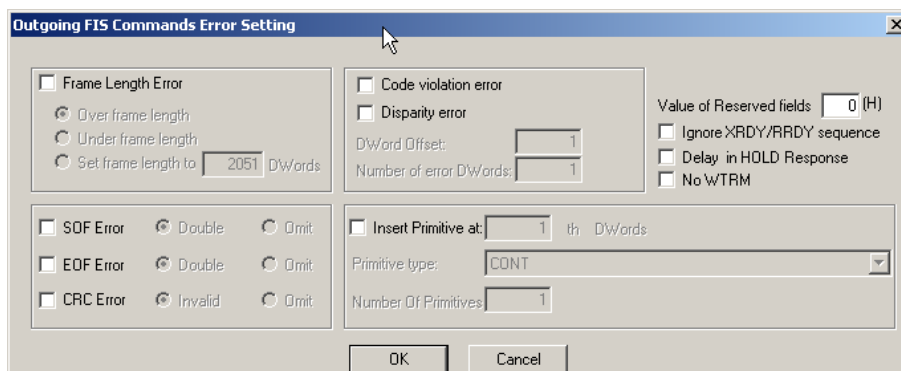 Outgoing FIS Commands Error Setting
Frame Length Error
Over frame length
Under frame length
Set frame length to 2051 DWords
Code violation error
Disparity error
DWord Offset: 1
Number of error DWords: 1
Value of Reserved fields 0 (H)
Ignore XRDY/RRDY sequence
Delay in HOLD Response
No WTRM
SOF Error Double Omit
EOF Error Double Omit
CRC Error Invalid Omit
Insert Primitive at: 1 th DWords
Primitive type: CONT
Number Of Primitives 1
OK Cancel